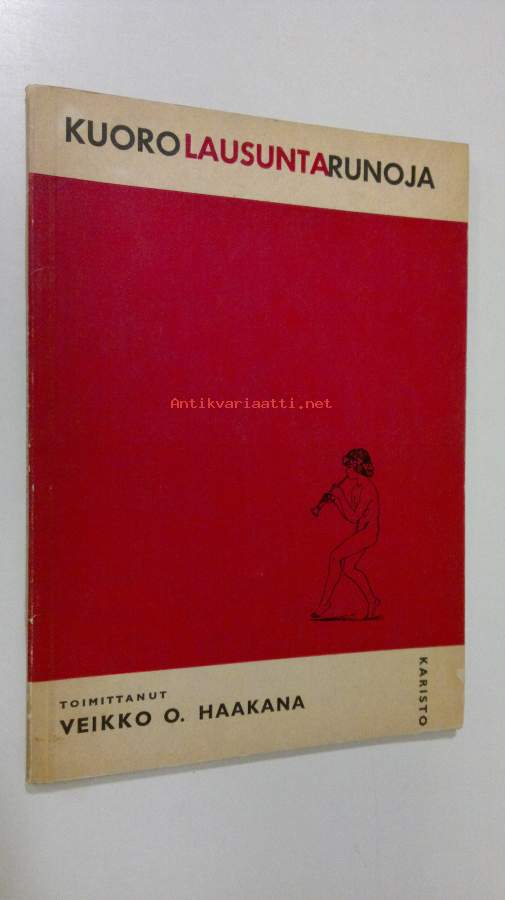 KUOROLAUSUNTARUNOJA
Antikvariaatti.net
TOIMITTANUT
VEIKKO O. HAAKANA
KARISTO